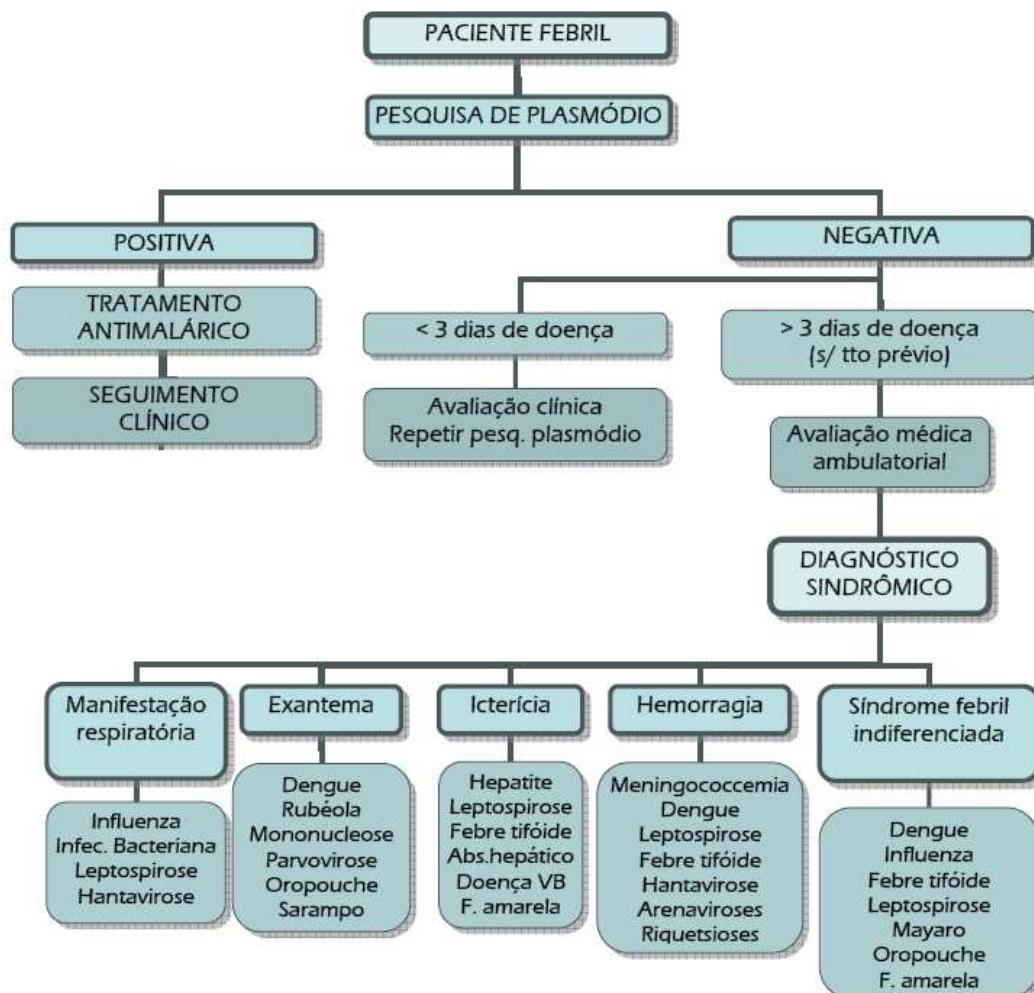 PACIENTE FEBRIL
PESQUISA DE PLASMÓDIO
POSITIVA
NEGATIVA
TRATAMENTO
ANTIMALÁRICO
SEGUIMENTO
CLÍNICO
< 3 dias de doença
Avaliação clínica
Repetir pesq. plasmódio
> 3 dias de doença
(s/ tto prévio)
Avaliação médica
ambulatorial
DIAGNÓSTICO
SINDRÔMICO
Manifestação
respiratória
Influenza
Infec. Bacteriana
Leptospirose
Hantavirose
Exantema
Dengue
Rubéola
Mononucleose
Parvovirose
Oropouche
Sarampo
Icterícia
Hepatite
Leptospirose
Febre tifóide
Abs.hepático
Doença VB
F. amarela
Hemorragia
Meningococcemia
Dengue
Leptospirose
Febre tifóide
Hantavirose
Arenaviroses
Riquetsioses
Síndrome febril
indiferenciada
Dengue
Influenza
Febre tifóide
Leptospirose
Mayaro
Oropouche
F. amarela